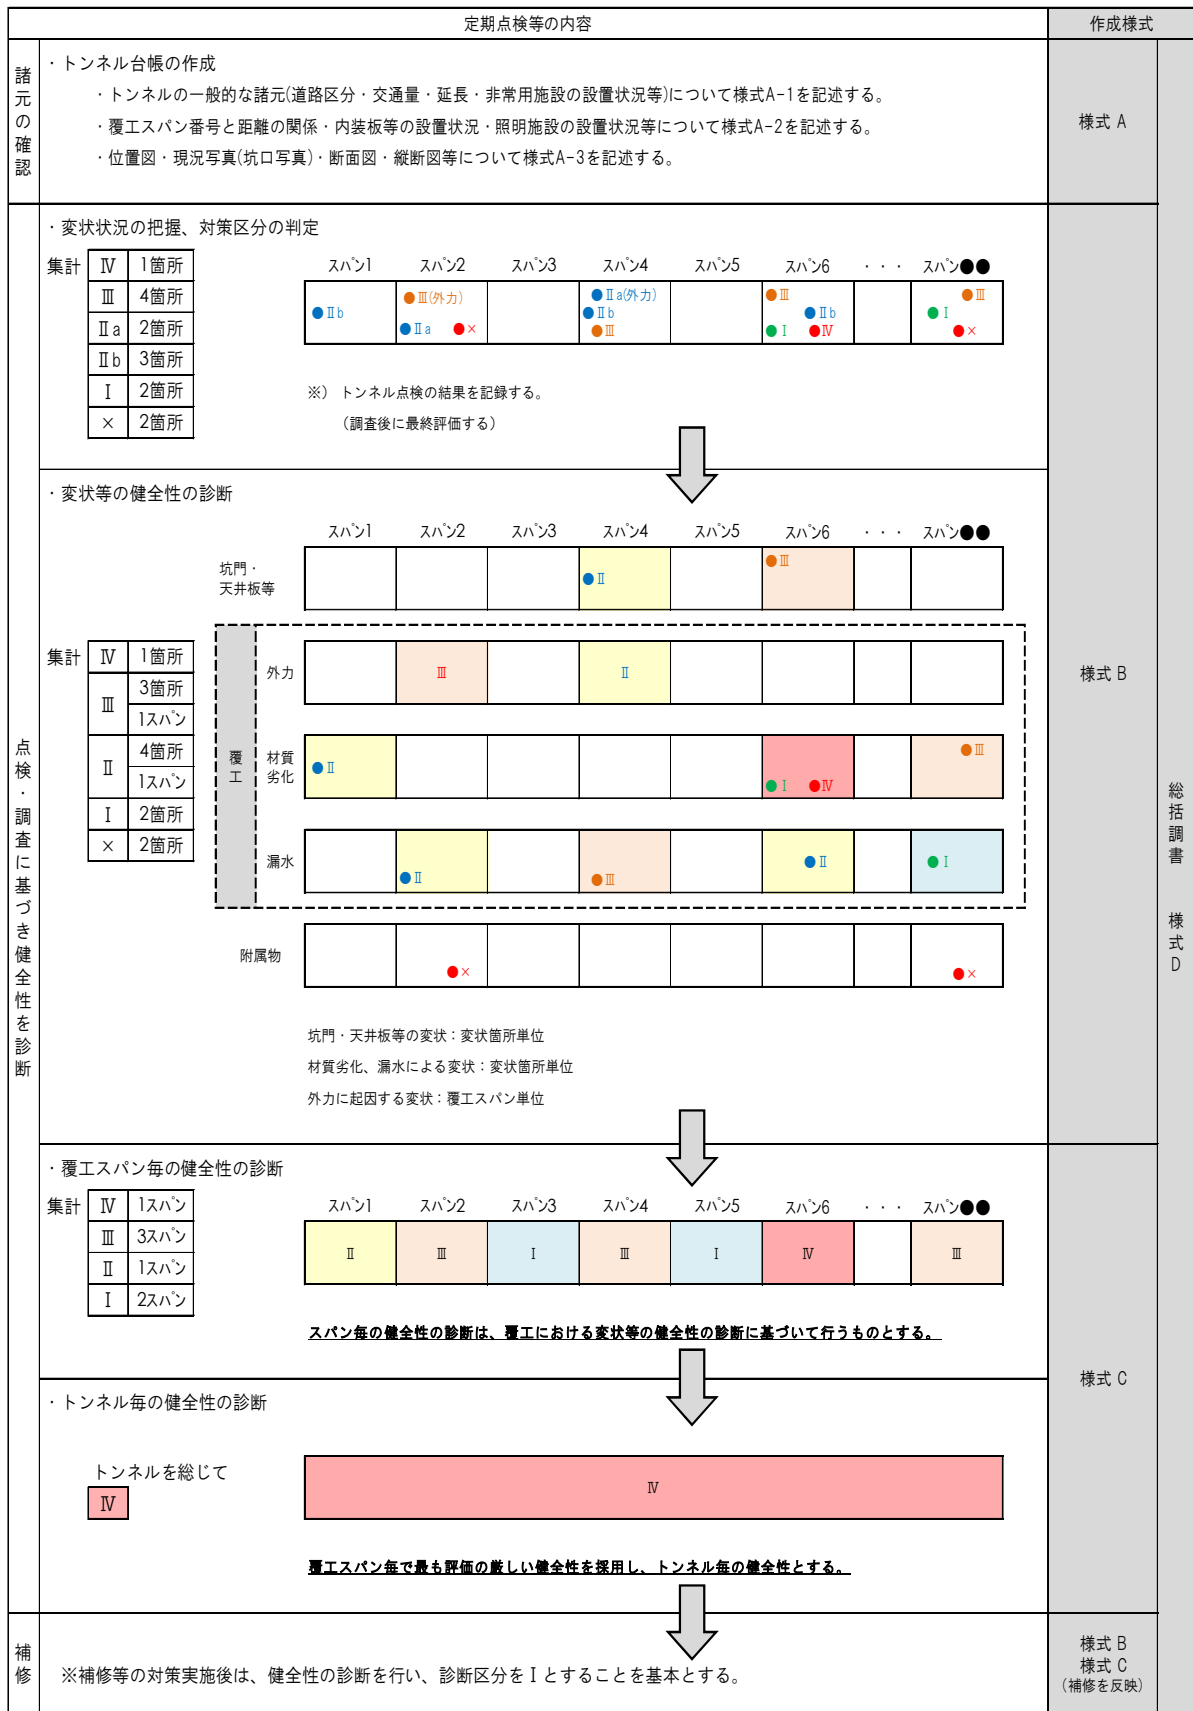 定期点検等の内容
作成様式
諸元の確認
・トンネル台帳の作成
・トンネルの一般的な諸元(道路区分・交通量・延長・非常用施設の設置状況等)について様式A-1を記述する。
・覆工スパン番号と距離の関係・内装板等の設置状況・照明施設の設置状況等について様式A-2を記述する。
・位置図・現況写真(坑口写真)・断面図・縦断図等について様式A-3を記述する。
様式 A
点検・調査に基づき健全性を診断
・変状状況の把握、対策区分の判定
集計 Ⅳ 1箇所
Ⅲ 4箇所
Ⅱa 2箇所
Ⅱb 3箇所
Ⅰ 2箇所
× 2箇所
スパン1 スパン2 スパン3 スパン4 スパン5 スパン6 ・・・ スパン●●
●Ⅱb
●Ⅲ(外力)
●Ⅱa ●×
●Ⅱa(外力)
●Ⅱb
●Ⅲ
●Ⅲ
●Ⅱb
●Ⅰ ●Ⅳ
●Ⅲ
●Ⅰ
●×
※) トンネル点検の結果を記録する。
(調査後に最終評価する)
・変状等の健全性の診断
スパン1 スパン2 スパン3 スパン4 スパン5 スパン6 ・・・ スパン●●
坑門・
天井板等
●Ⅱ
●Ⅲ
集計 Ⅳ 1箇所
Ⅲ 3箇所
1スパン
Ⅱ 4箇所
1スパン
Ⅰ 2箇所
× 2箇所
覆工
外力
Ⅲ
Ⅱ
材質
劣化
●Ⅱ
●Ⅰ ●Ⅳ
●Ⅲ
漏水
●Ⅱ
●Ⅲ
●Ⅱ
●Ⅰ
附属物
●×
●×
坑門・天井板等の変状：変状箇所単位
材質劣化、漏水による変状：変状箇所単位
外力に起因する変状：覆工スパン単位
様式 B
・覆工スパン毎の健全性の診断
集計 Ⅳ 1スパン
Ⅲ 3スパン
Ⅱ 1スパン
Ⅰ 2スパン
スパン1 スパン2 スパン3 スパン4 スパン5 スパン6 ・・・ スパン●●
Ⅱ Ⅲ Ⅰ Ⅲ Ⅰ Ⅳ Ⅲ
スパン毎の健全性の診断は、覆工における変状等の健全性の診断に基づいて行うものとする。
・トンネル毎の健全性の診断
トンネルを総じて
Ⅳ
Ⅳ
覆工スパン毎で最も評価の厳しい健全性を採用し、トンネル毎の健全性とする。
様式 C
総括調書 様式D
補修
※補修等の対策実施後は、健全性の診断を行い、診断区分をⅠとすることを基本とする。
様式 B
様式 C
(補修を反映)